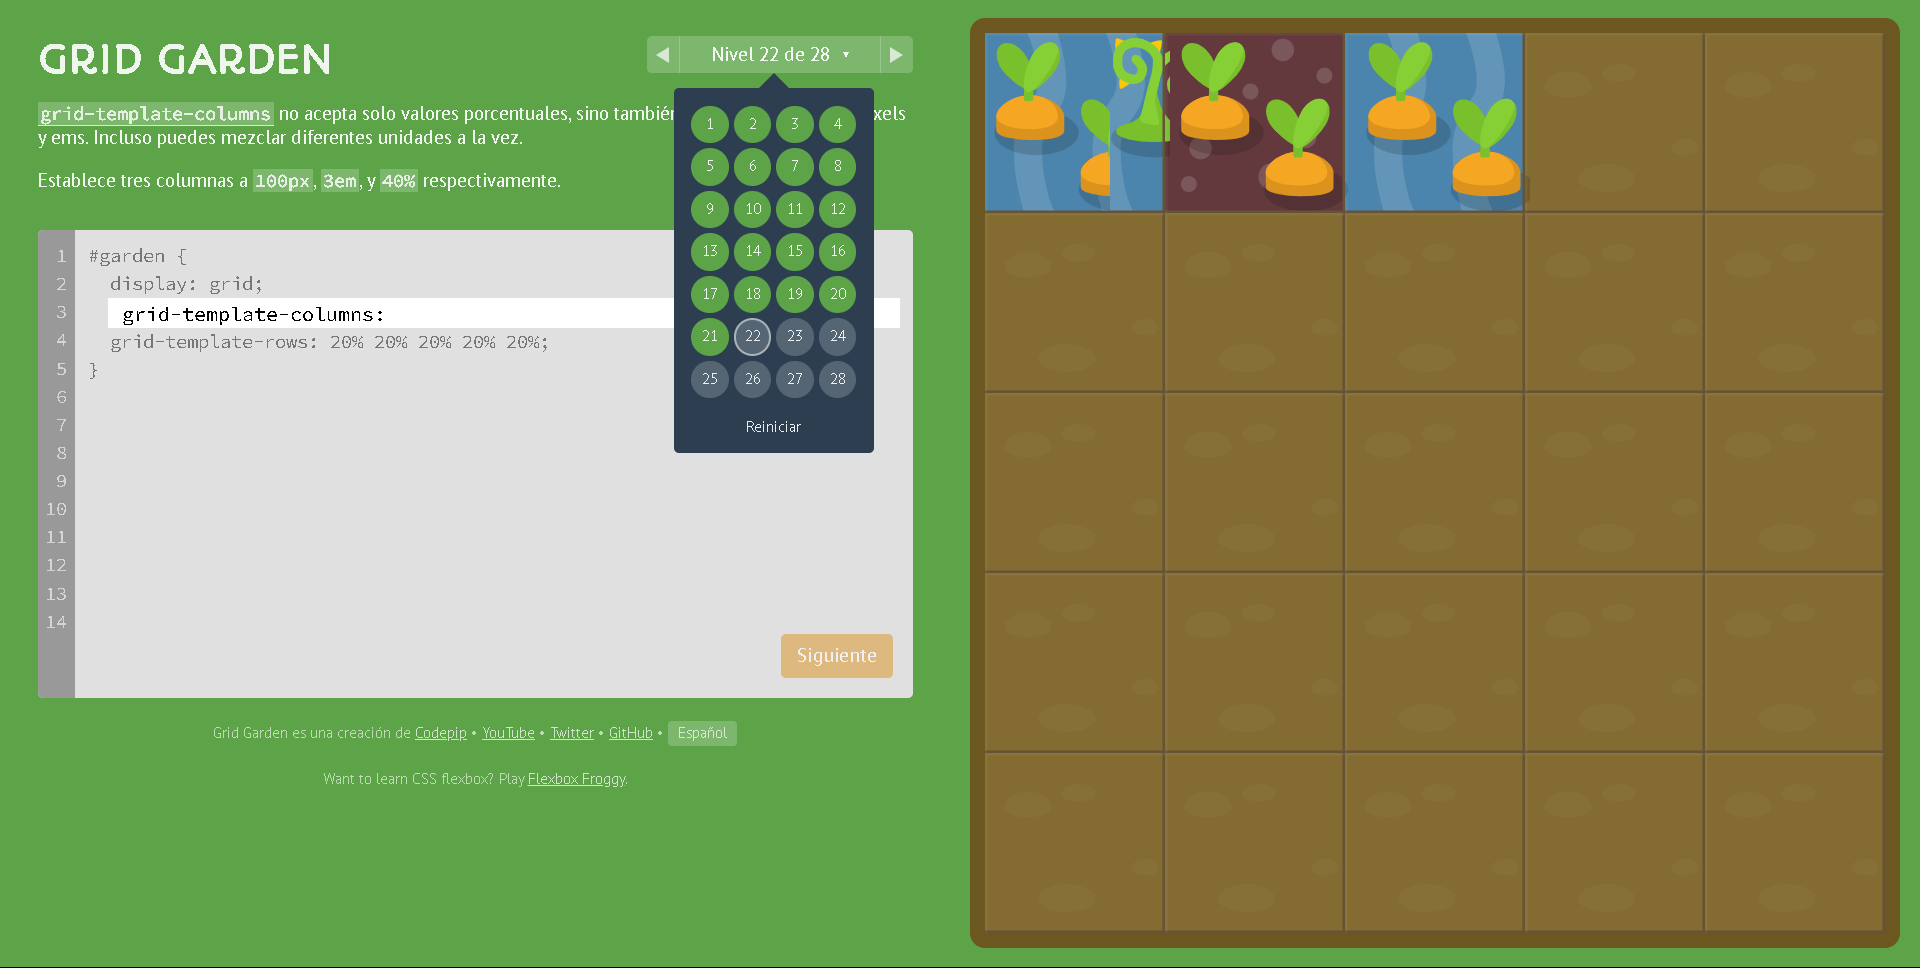 GRID GARDEN
◀ Nivel 22 de 28 ▾ ▶
grid-template-columns no acepta solo valores porcentuales, sino también xels
y ems. Incluso puedes mezclar diferentes unidades a la vez.
Establece tres columnas a 100px, 3em, y 40% respectivamente.
1 2 3 4
5 6 7 8
9 10 11 12
13 14 15 16
17 18 19 20
21 22 23 24
25 26 27 28
Reiniciar
1 #garden {
2 display: grid;
3 grid-template-columns:
4 grid-template-rows: 20% 20% 20% 20% 20%;
5 }
6
7
8
9
10
11
12
13
14
Siguiente
Grid Garden es una creación de Codepip • YouTube • Twitter • GitHub • Español
Want to learn CSS flexbox? Play Flexbox Froggy.